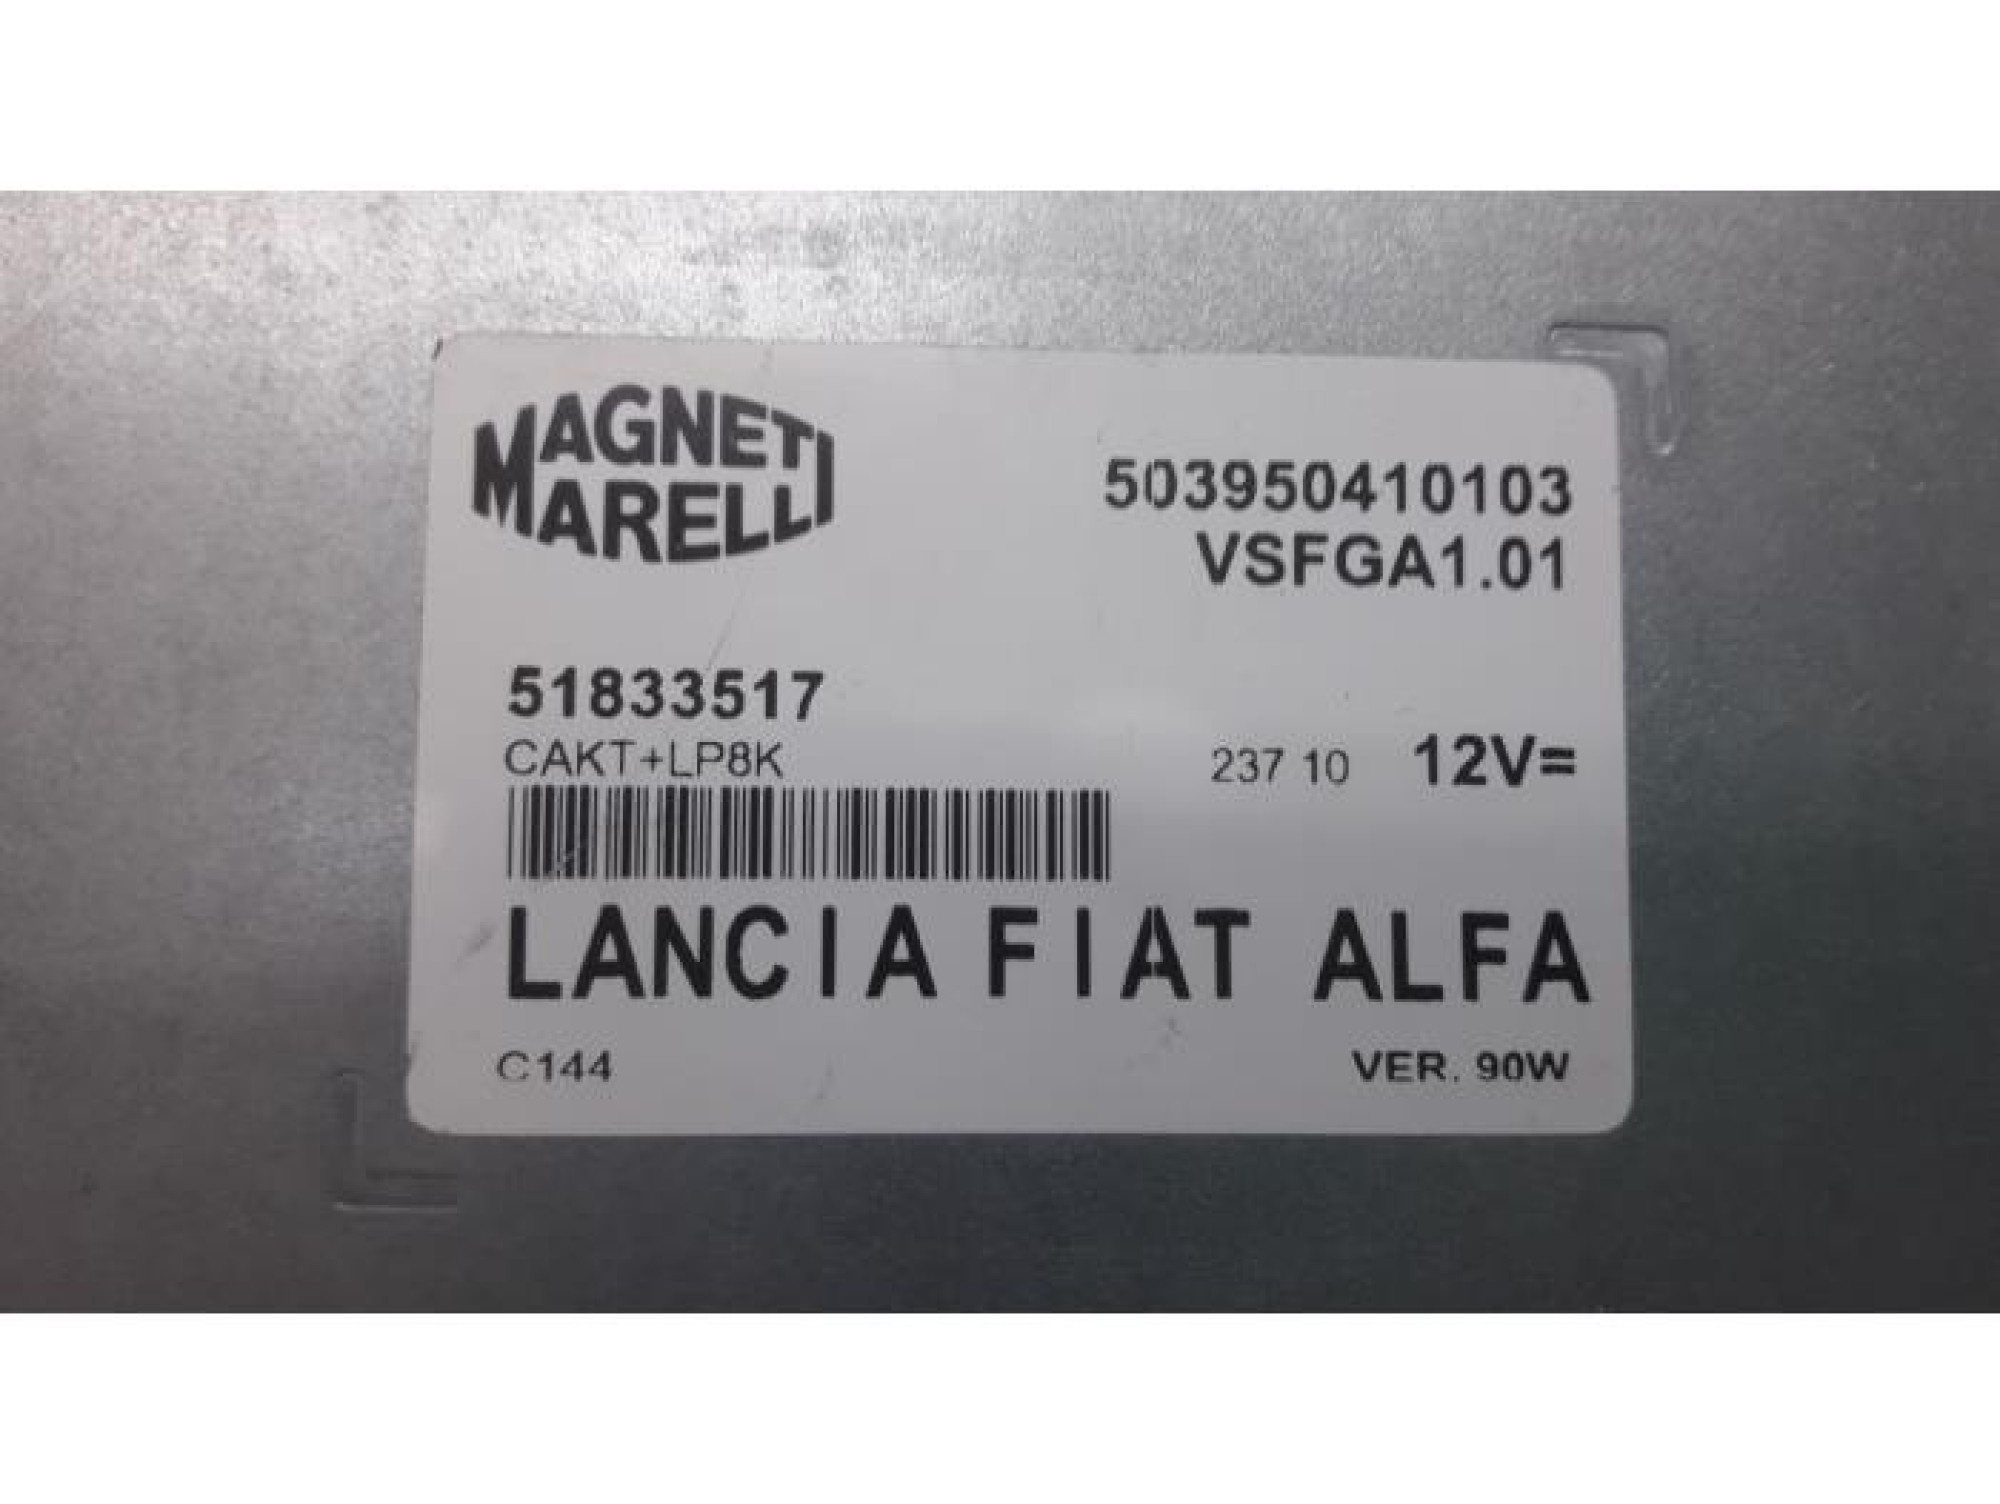 MAGNETI
MARELLI
503950410103
VSFGA1.01
51833517
CAKT+LP8K
237 10 12V=
LANCIA FIAT ALFA
C144 VER. 90W